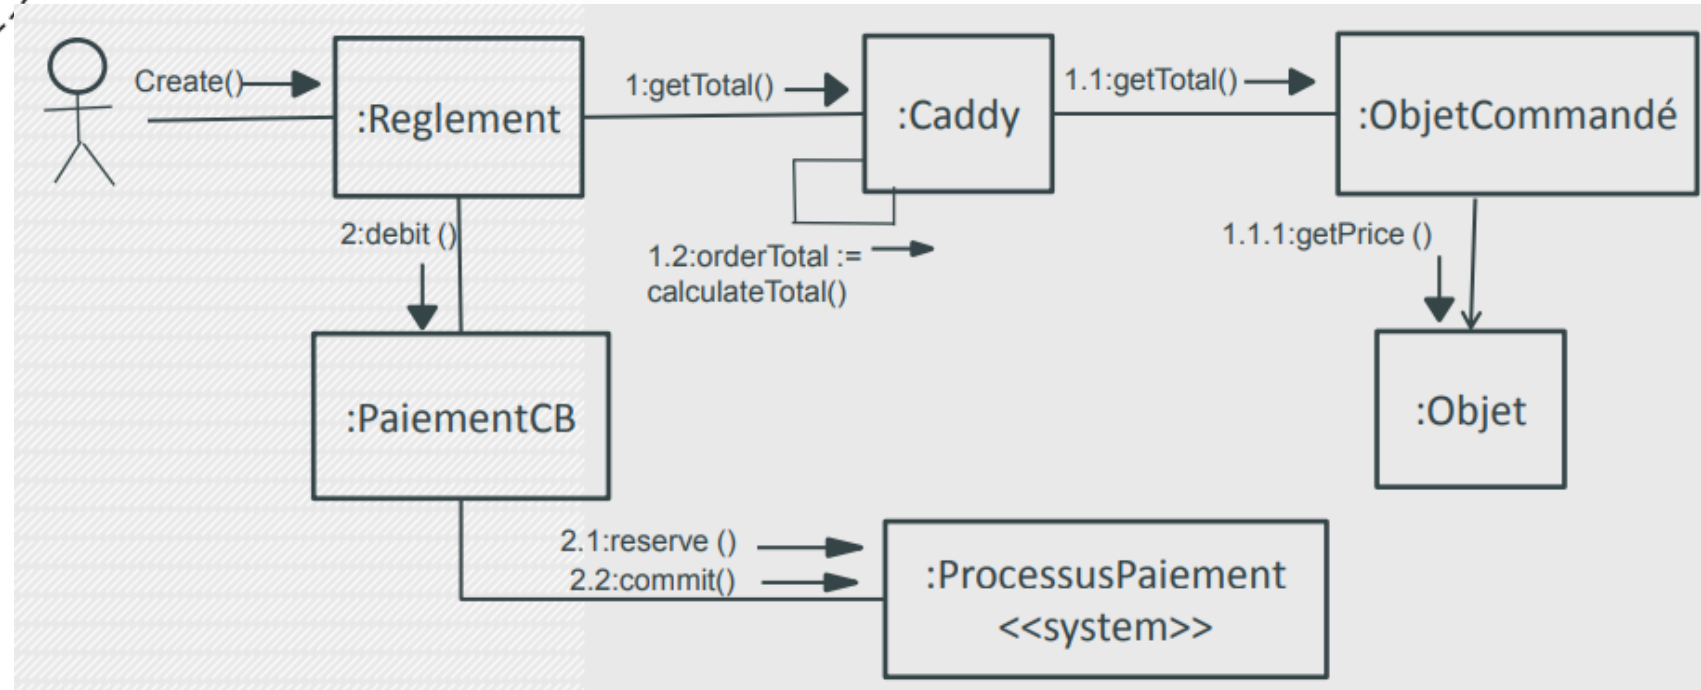 Create()
:Reglement
1:getTotal()
:Caddy
1.1:getTotal()
:ObjetCommandé
2:debit ()
1.2:orderTotal :=
calculateTotal()
1.1.1:getPrice ()
:PaiementCB
:Objet
2.1:reserve ()
2.2:commit()
:ProcessusPaiement
<<system>>